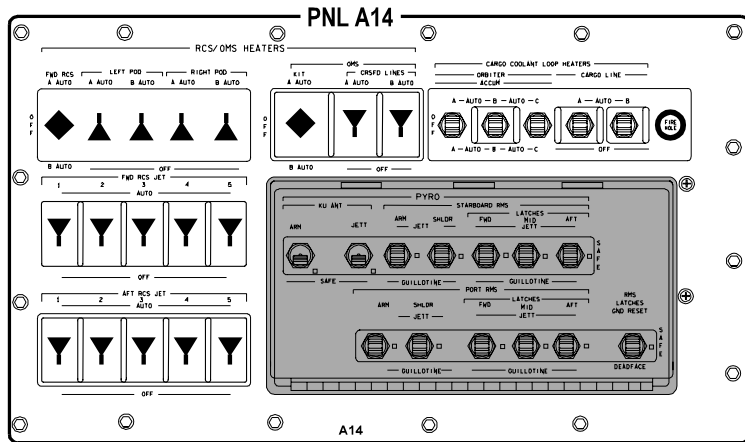 PNL A14
RCS/OMS HEATERS
FWD RCS
A AUTO
OFF
B AUTO
LEFT POD
A AUTO B AUTO
RIGHT POD
A AUTO B AUTO
OFF
OMS
KIT
A AUTO
OFF
B AUTO
CRSFD LINES
A AUTO B AUTO
OFF
CARGO COOLANT LOOP HEATERS
ORBITER
ACCUM
CARGO LINE
OFF
A - AUTO - B - AUTO - C
A - AUTO - B - AUTO - C
A - AUTO - B
OFF
FIRE
HOLE
FWD RCS JET
1 2 3 4 5
AUTO
OFF
AFT RCS JET
1 2 3 4 5
AUTO
OFF
PYRO
KU ANT
ARM JETT
SAFE
STARBOARD RMS
ARM SHLDR
JETT
GUILLOTINE
LATCHES
FWD MID AFT
JETT
GUILLOTINE
SAFE
PORT RMS
ARM SHLDR
JETT
GUILLOTINE
LATCHES
FWD MID AFT
JETT
GUILLOTINE
RMS
LATCHES
GND RESET
SAFE
DEADFACE
A14